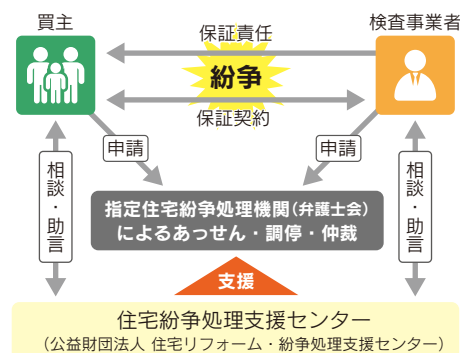 買主
検査事業者
保証責任
紛争
保証契約
申請
申請
相談・助言
相談・助言
指定住宅紛争処理機関(弁護士会)
によるあっせん・調停・仲裁
支援
住宅紛争処理支援センター
(公益財団法人 住宅リフォーム・紛争処理支援センター)